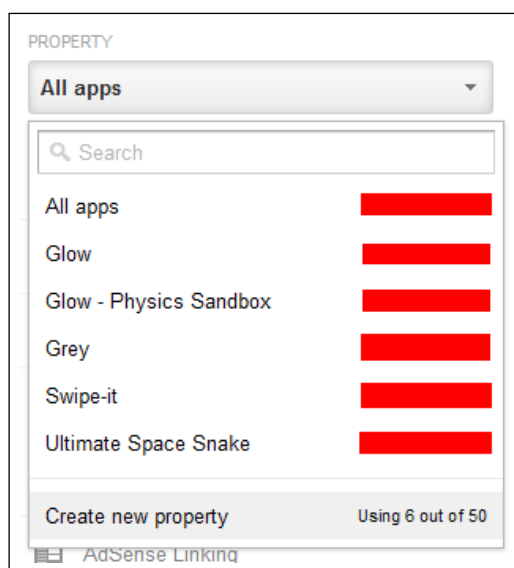 PROPERTY
All apps
Search
All apps
Glow
Glow - Physics Sandbox
Grey
Swipe-it
Ultimate Space Snake
Create new property Using 6 out of 50
AdSense Linking